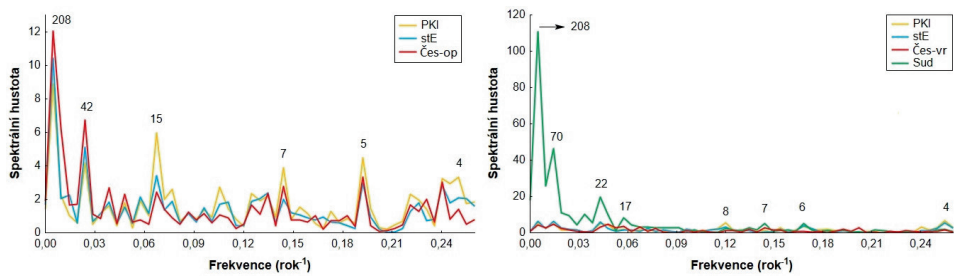 208
42
15
7
5
4
PKI
stE
Čes-op
12
10
8
6
4
2
0
Spektrální hustota
0,00 0,03 0,06 0,09 0,12 0,15 0,18 0,21 0,24
Frekvence (rok-1)
208
70
22
17
8
7
6
4
PKI
stE
Čes-vr
Sud
120
100
80
60
40
20
0
Spektrální hustota
0,00 0,03 0,06 0,09 0,12 0,15 0,18 0,21 0,24
Frekvence (rok-1)